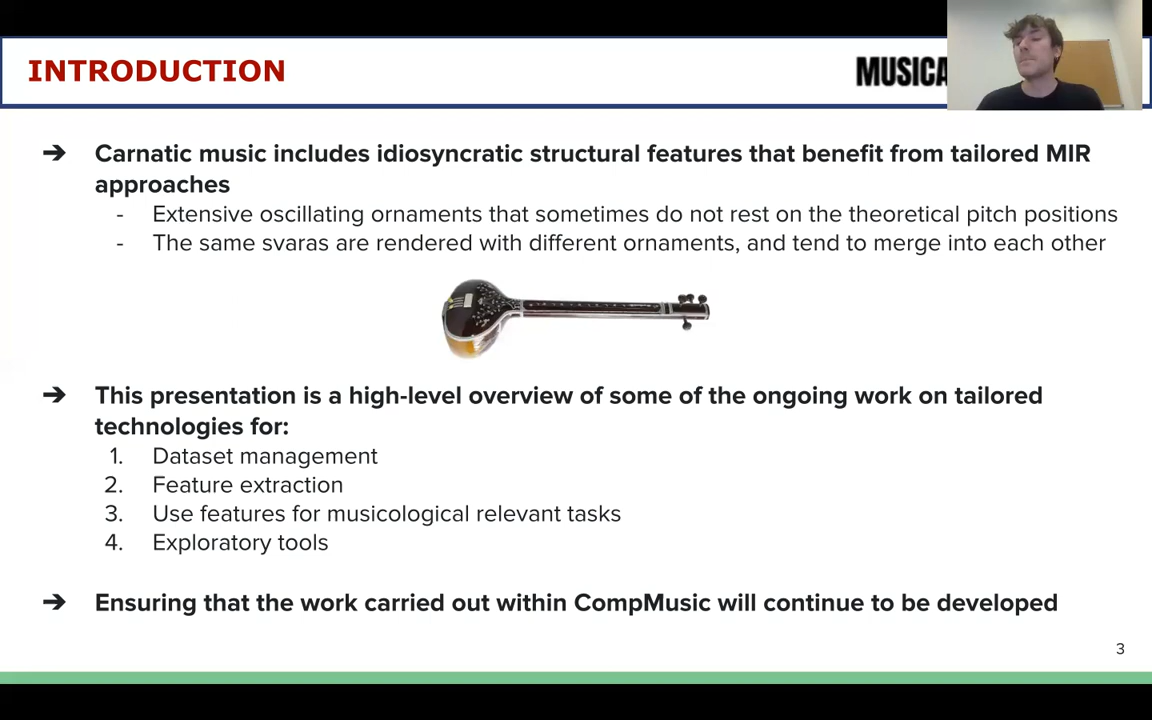 INTRODUCTION
MUSICA
➔ Carnatic music includes idiosyncratic structural features that benefit from tailored MIR
approaches
- Extensive oscillating ornaments that sometimes do not rest on the theoretical pitch positions
- The same svaras are rendered with different ornaments, and tend to merge into each other
➔ This presentation is a high-level overview of some of the ongoing work on tailored
technologies for:
1. Dataset management
2. Feature extraction
3. Use features for musicological relevant tasks
4. Exploratory tools
➔ Ensuring that the work carried out within CompMusic will continue to be developed
3